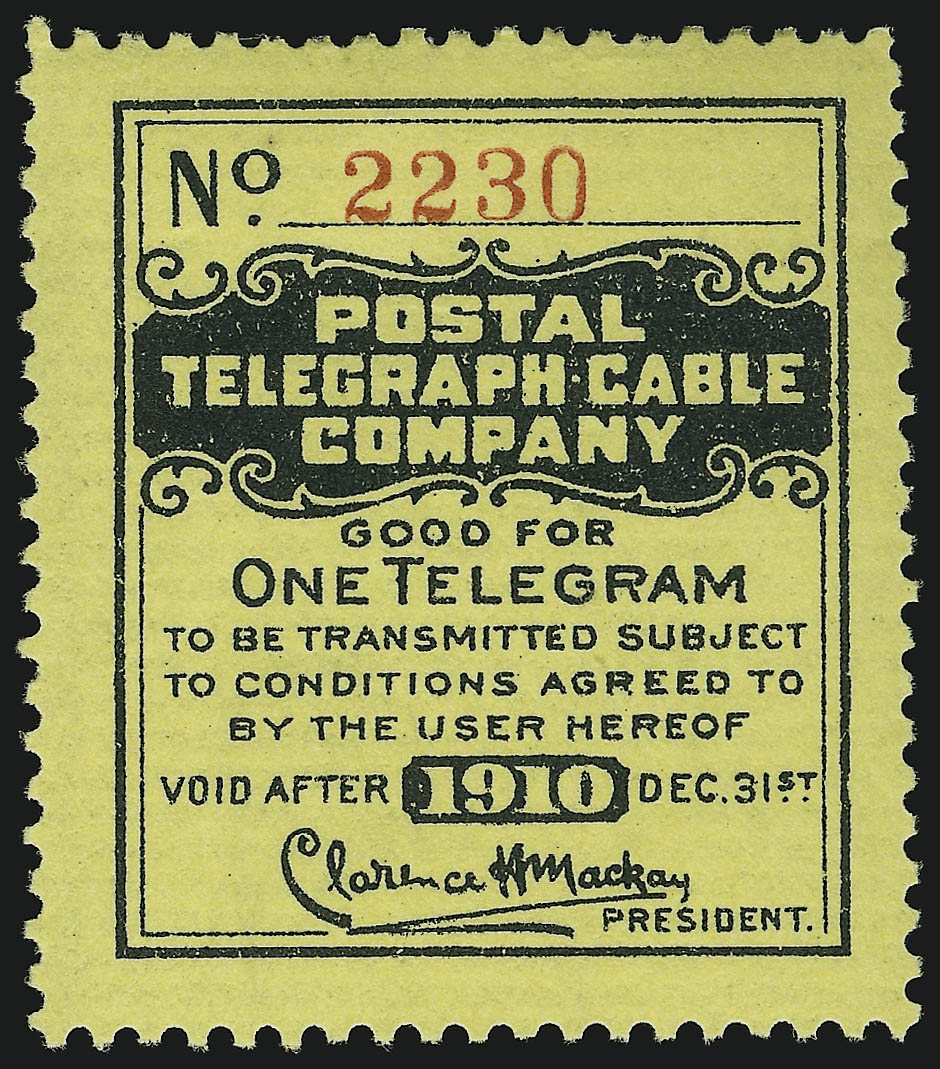 No. 2230
POSTAL
TELEGRAPH-CABLE
COMPANY
GOOD FOR
ONE TELEGRAM
TO BE TRANSMITTED SUBJECT
TO CONDITIONS AGREED TO
BY THE USER HEREOF
VOID AFTER 1910 DEC. 31ST.
Clarence H Mackay
PRESIDENT.